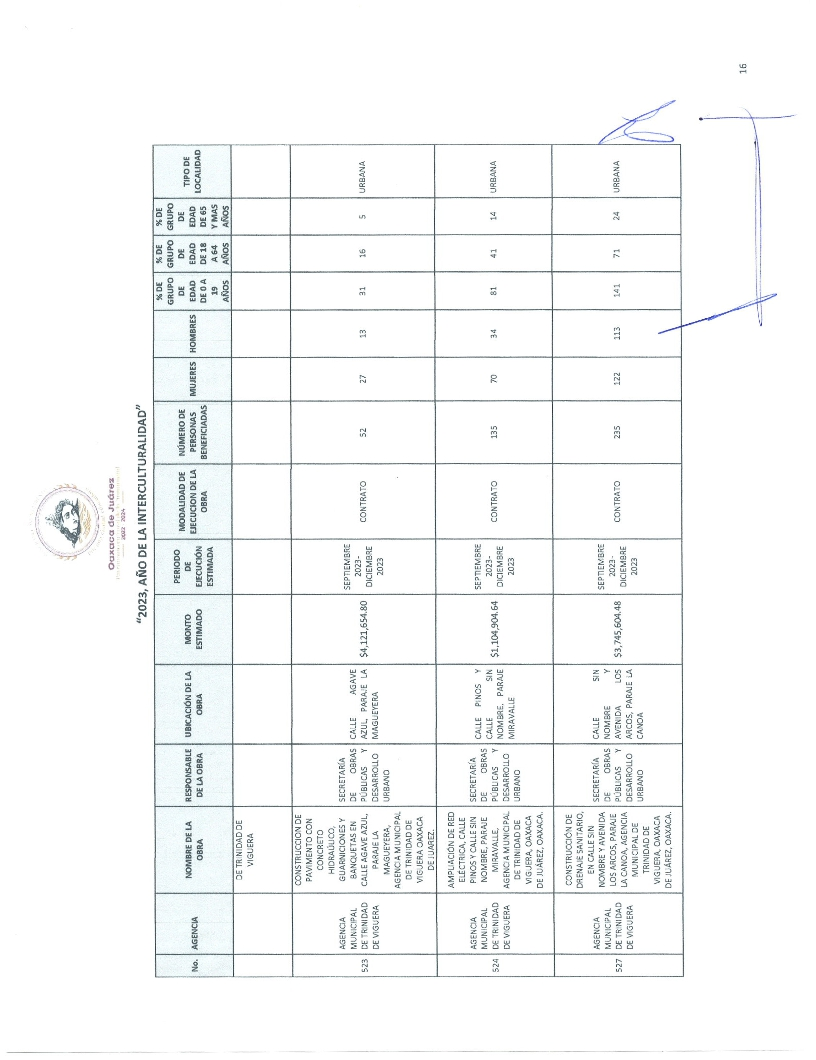 Oaxaca de Juárez
2022 - 2024
"2023, AÑO DE LA INTERCULTURALIDAD"
No.
AGENCIA
NOMBRE DE LA
OBRA
RESPONSABLE
DE LA OBRA
UBICACIÓN DE LA
OBRA
MONTO
ESTIMADO
PERIODO
DE
EJECUCIÓN
ESTIMADA
MODALIDAD DE
EJECUCION DE LA
OBRA
NÚMERO DE
PERSONAS
BENEFICIADAS
MUJERES
HOMBRES
% DE
GRUPO
DE
EDAD
DE 0 A
19
AÑOS
% DE
GRUPO
DE
EDAD
DE 18
A 64
AÑOS
% DE
GRUPO
DE
EDAD
DE 65
Y MAS
AÑOS
TIPO DE
LOCALIDAD
DE TRINIDAD DE
VIGUERA
523
AGENCIA
MUNICIPAL
DE TRINIDAD
DE VIGUERA
CONSTRUCCION DE
PAVIMENTO CON
CONCRETO
HIDRAÚLICO,
GUARNICIONES Y
BANQUETAS EN
CALLE AGAVE AZUL,
PARAJE LA
MAGUEYERA,
AGENCIA MUNICIPAL
DE TRINIDAD DE
VIGUERA OAXACA
DE JUÁREZ.
SECRETARÍA
DE OBRAS
PÚBLICAS Y
DESARROLLO
URBANO
CALLE AGAVE
AZUL, PARAJE LA
MAGUEYERA
$4,121,654.80
SEPTIEMBRE
2023-
DICIEMBRE
2023
CONTRATO
52
27
13
31
16
5
URBANA
524
AGENCIA
MUNICIPAL
DE TRINIDAD
DE VIGUERA
AMPLIACIÓN DE RED
ELÉCTRICA, CALLE
PINOS Y CALLE SIN
NOMBRE, PARAJE
MIRAVALLE,
AGENCIA MUNICIPAL
DE TRINIDAD DE
VIGUERA, OAXACA
DE JUÁREZ, OAXACA.
SECRETARÍA
DE OBRAS
PÚBLICAS Y
DESARROLLO
URBANO
CALLE PINOS Y
CALLE SIN
NOMBRE, PARAJE
MIRAVALLE
$1,104,904.64
SEPTIEMBRE
2023-
DICIEMBRE
2023
CONTRATO
135
70
34
81
41
14
URBANA
527
AGENCIA
MUNICIPAL
DE TRINIDAD
DE VIGUERA
CONSTRUCCIÓN DE
DRENAJE SANITARIO,
EN CALLE SIN
NOMBRE Y AVENIDA
LOS ARCOS, PARAJE
LA CANOA, AGENCIA
MUNICIPAL DE
TRINIDAD DE
VIGUERA, OAXACA
DE JUÁREZ, OAXACA.
SECRETARÍA
DE OBRAS
PÚBLICAS Y
DESARROLLO
URBANO
CALLE SIN
NOMBRE Y
AVENIDA LOS
ARCOS, PARAJE LA
CANOA
$3,745,604.48
SEPTIEMBRE
2023-
DICIEMBRE
2023
CONTRATO
235
122
113
141
71
24
URBANA
16